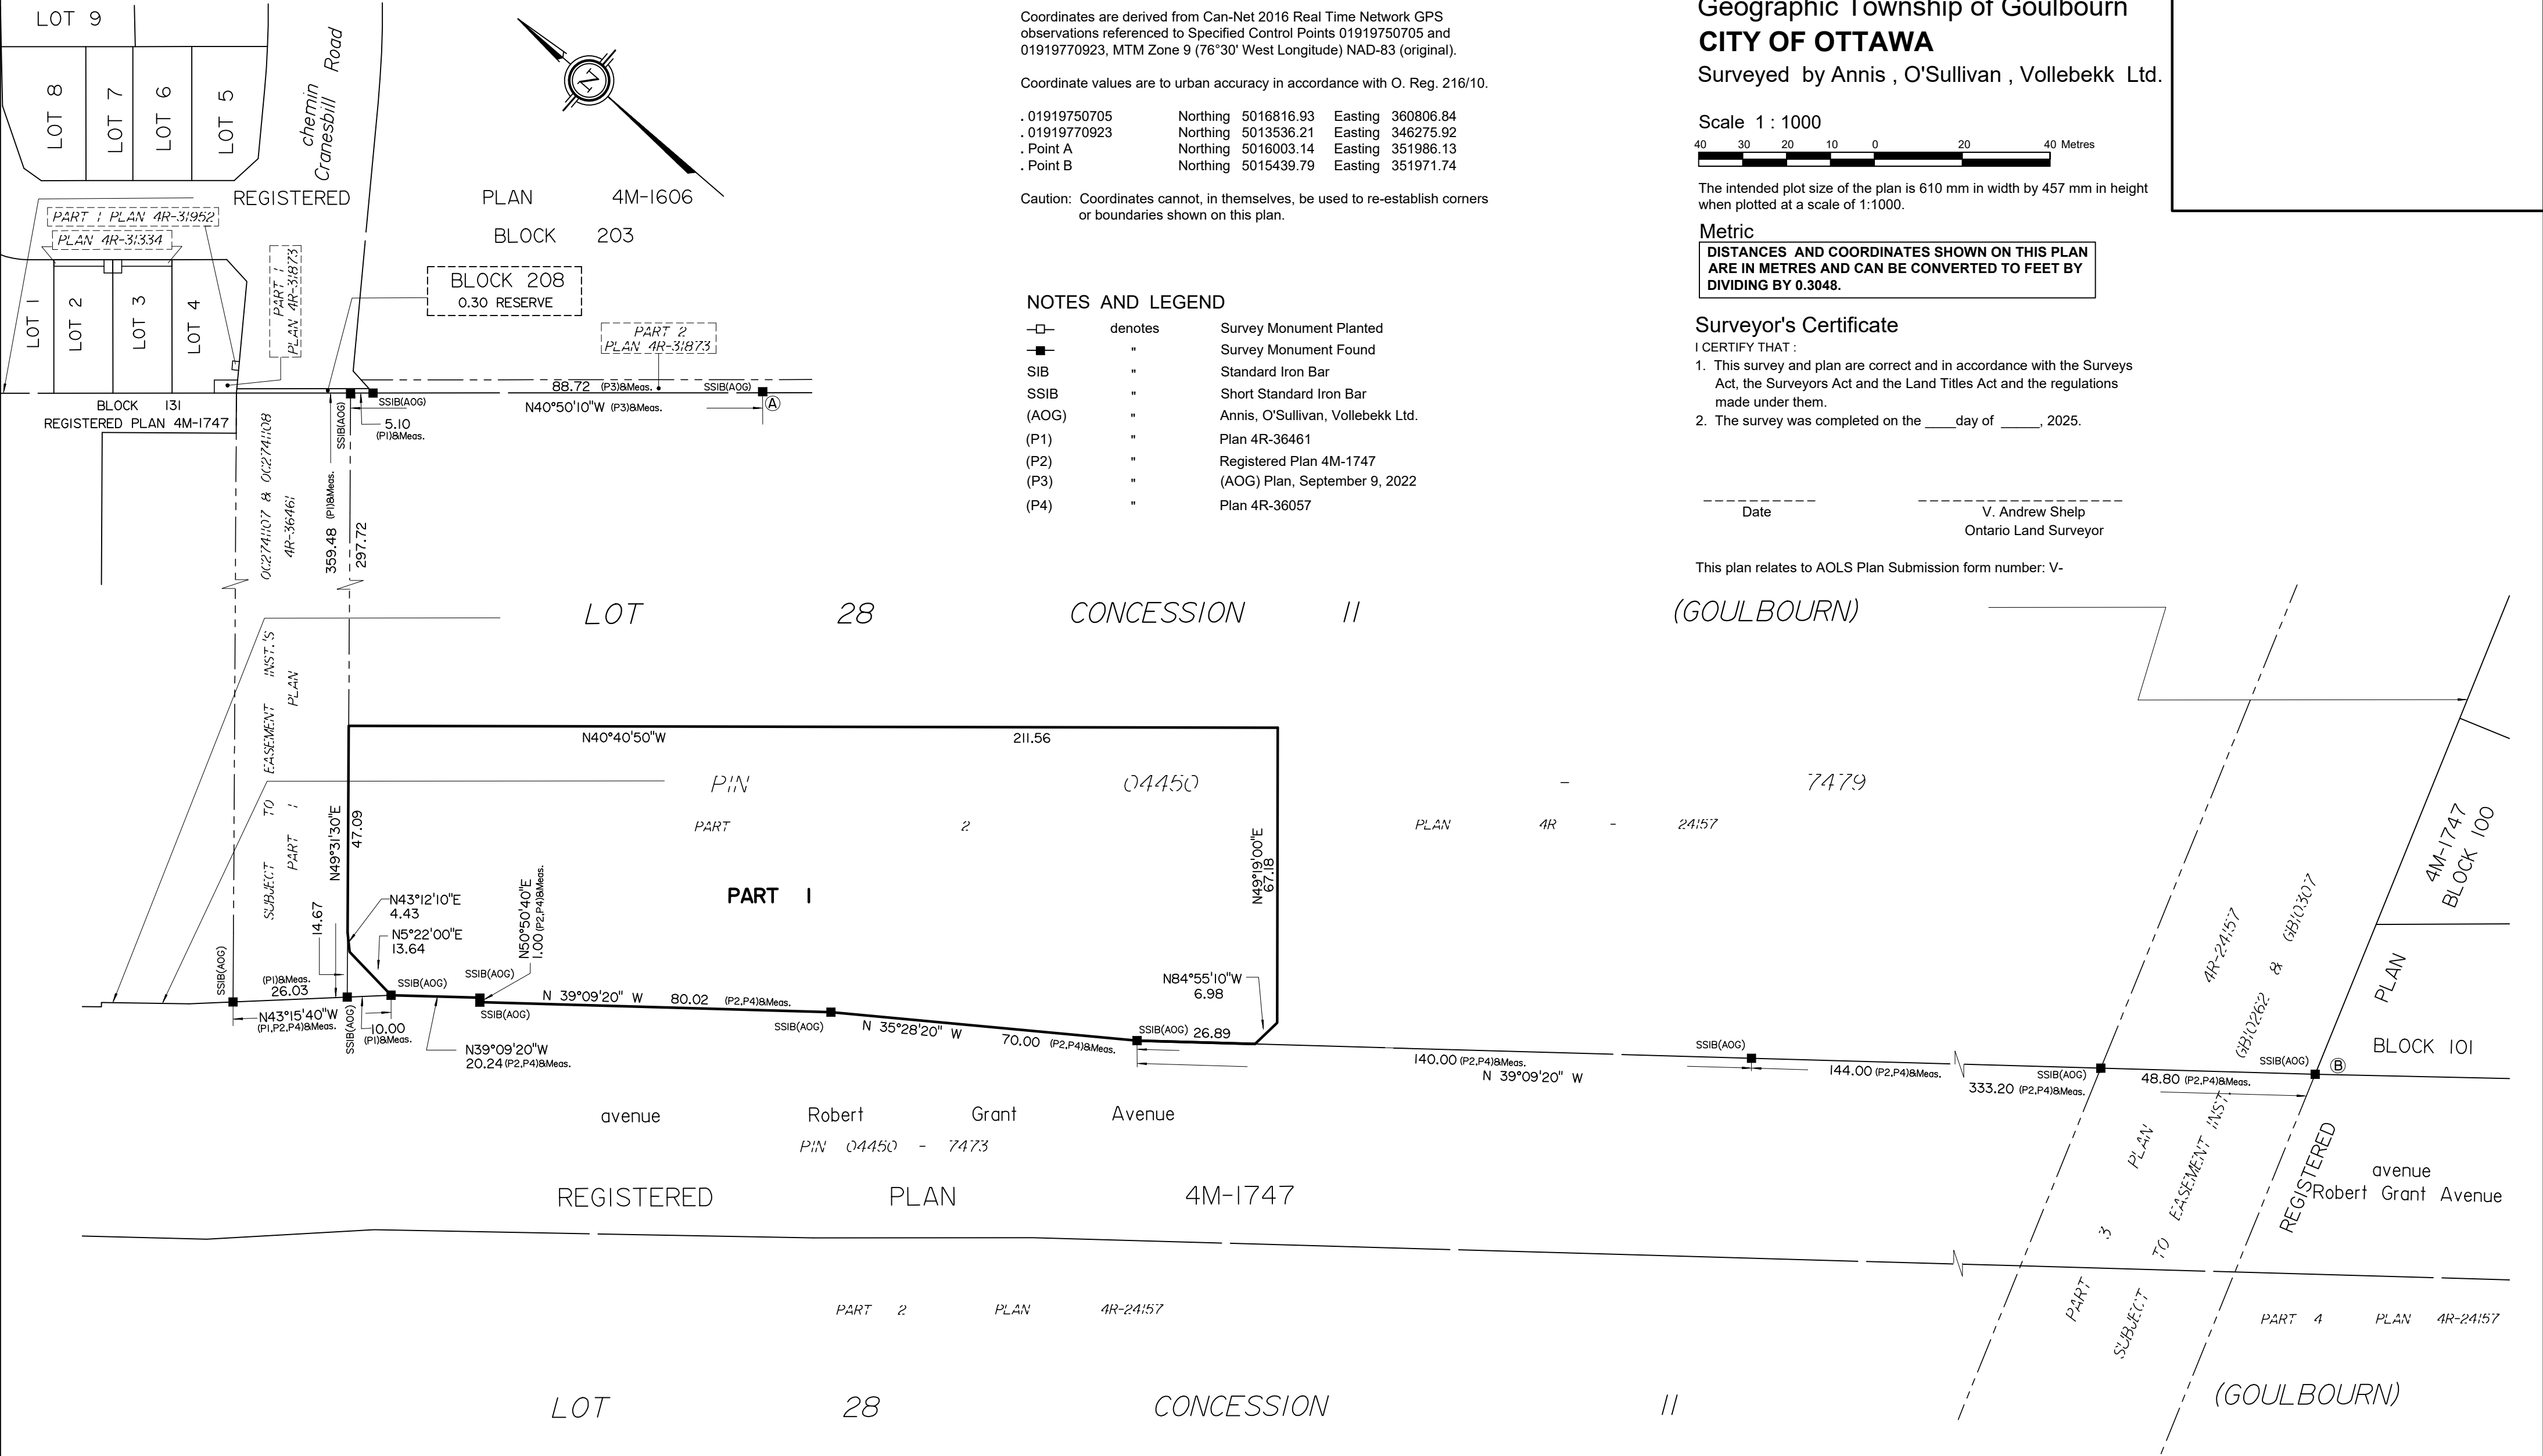 LOT 9
LOT 8
LOT 7
LOT 6
LOT 5
chemin
Cranesbill Road
N
REGISTERED PLAN 4M-1606
BLOCK 203
PART 1 PLAN 4R-31952
PLAN 4R-31334
PART 1
PLAN 4R-31873
BLOCK 208
0.30 RESERVE
PART 2
PLAN 4R-31873
LOT 1
LOT 2
LOT 3
LOT 4
88.72 (P3)&Meas.
SSIB(AOG)
N40°50'10"W (P3)&Meas.
A
SSIB(AOG)
SSIB(AOG)
5.10
(P1)&Meas.
BLOCK 131
REGISTERED PLAN 4M-1747
OC2741107 & OC2741108
4R-36461
359.48 (P1)&Meas.
297.72
Coordinates are derived from Can-Net 2016 Real Time Network GPS
observations referenced to Specified Control Points 01919750705 and
01919770923, MTM Zone 9 (76°30' West Longitude) NAD-83 (original).
Coordinate values are to urban accuracy in accordance with O. Reg. 216/10.
. 01919750705 Northing 5016816.93 Easting 360806.84
. 01919770923 Northing 5013536.21 Easting 346275.92
. Point A Northing 5016003.14 Easting 351986.13
. Point B Northing 5015439.79 Easting 351971.74
Caution: Coordinates cannot, in themselves, be used to re-establish corners
or boundaries shown on this plan.
NOTES AND LEGEND
denotes Survey Monument Planted
" Survey Monument Found
SIB " Standard Iron Bar
SSIB " Short Standard Iron Bar
(AOG) " Annis, O'Sullivan, Vollebekk Ltd.
(P1) " Plan 4R-36461
(P2) " Registered Plan 4M-1747
(P3) " (AOG) Plan, September 9, 2022
(P4) " Plan 4R-36057
Geographic Township of Goulbourn
CITY OF OTTAWA
Surveyed by Annis , O'Sullivan , Vollebekk Ltd.
Scale 1 : 1000
40 30 20 10 0 20 40 Metres
The intended plot size of the plan is 610 mm in width by 457 mm in height
when plotted at a scale of 1:1000.
Metric
DISTANCES AND COORDINATES SHOWN ON THIS PLAN
ARE IN METRES AND CAN BE CONVERTED TO FEET BY
DIVIDING BY 0.3048.
Surveyor's Certificate
I CERTIFY THAT :
1. This survey and plan are correct and in accordance with the Surveys
Act, the Surveyors Act and the Land Titles Act and the regulations
made under them.
2. The survey was completed on the ____day of _____, 2025.
Date
V. Andrew Shelp
Ontario Land Surveyor
This plan relates to AOLS Plan Submission form number: V-
LOT 28 CONCESSION 11 (GOULBOURN)
SUBJECT TO EASEMENT INST.'S
PART 1 PLAN
N40°40'50"W 211.56
PIN 04450 - 7479
PART 2 PLAN 4R - 24157
PART 1
N49°31'30"E
47.09
N43°12'10"E
4.43
N5°22'00"E
13.64
14.67
N50°50'40"E
1.00 (P2,P4)&Meas.
N49°19'00"E
67.18
N84°55'10"W
6.98
SSIB(AOG)
(P1)&Meas.
26.03
N43°15'40"W
(P1,P2,P4)&Meas.
SSIB(AOG)
10.00
(P1)&Meas.
SSIB(AOG)
SSIB(AOG)
SSIB(AOG)
N39°09'20"W
20.24 (P2,P4)&Meas.
N 39°09'20" W 80.02 (P2,P4)&Meas.
SSIB(AOG)
N 35°28'20" W
70.00 (P2,P4)&Meas.
SSIB(AOG) 26.89
140.00 (P2,P4)&Meas.
N 39°09'20" W
SSIB(AOG)
144.00 (P2,P4)&Meas.
333.20 (P2,P4)&Meas.
SSIB(AOG)
48.80 (P2,P4)&Meas.
SSIB(AOG)
B
4M-1747
BLOCK 100
PLAN
BLOCK 101
REGISTERED
4R-24157
PLAN
3
PART
GB10262 & GB10307
SUBJECT TO EASEMENT INST.
avenue Robert Grant Avenue
PIN 04450 - 7473
REGISTERED PLAN 4M-1747
avenue
Robert Grant Avenue
PART 2 PLAN 4R-24157
PART 4 PLAN 4R-24157
LOT 28 CONCESSION 11 (GOULBOURN)